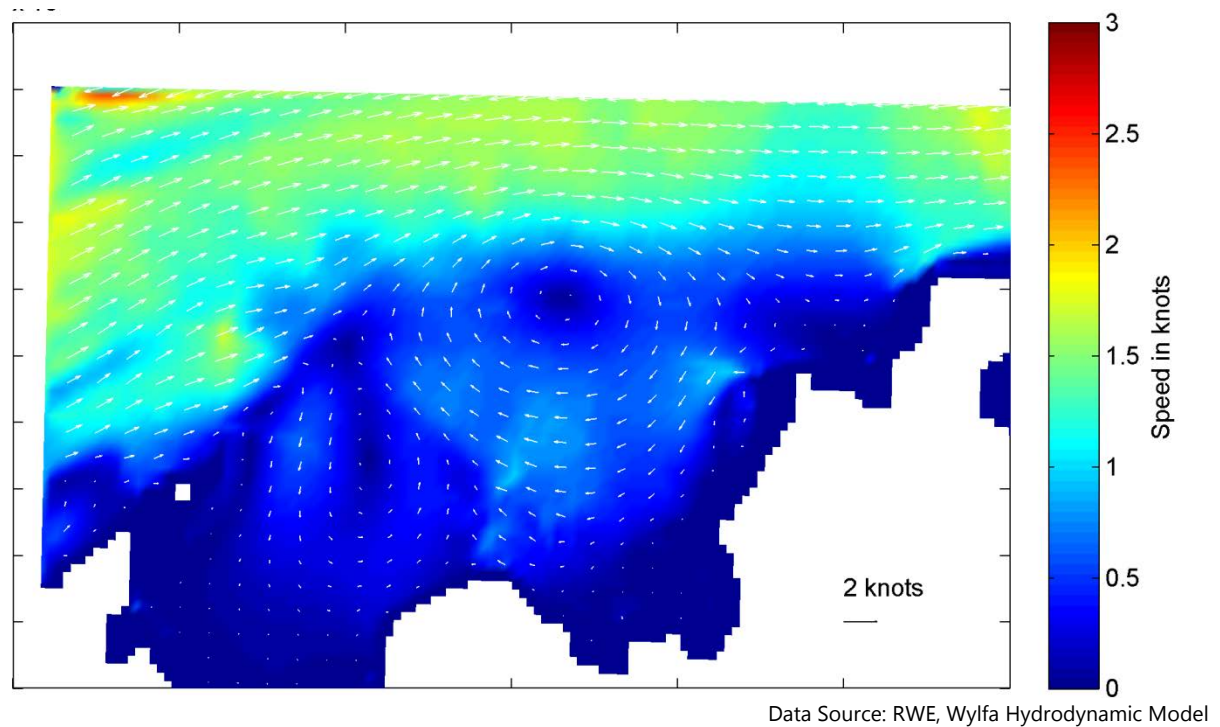 3
2.5
2
1.5
1
0.5
0
Speed in knots
2 knots
Data Source: RWE, Wylfa Hydrodynamic Model